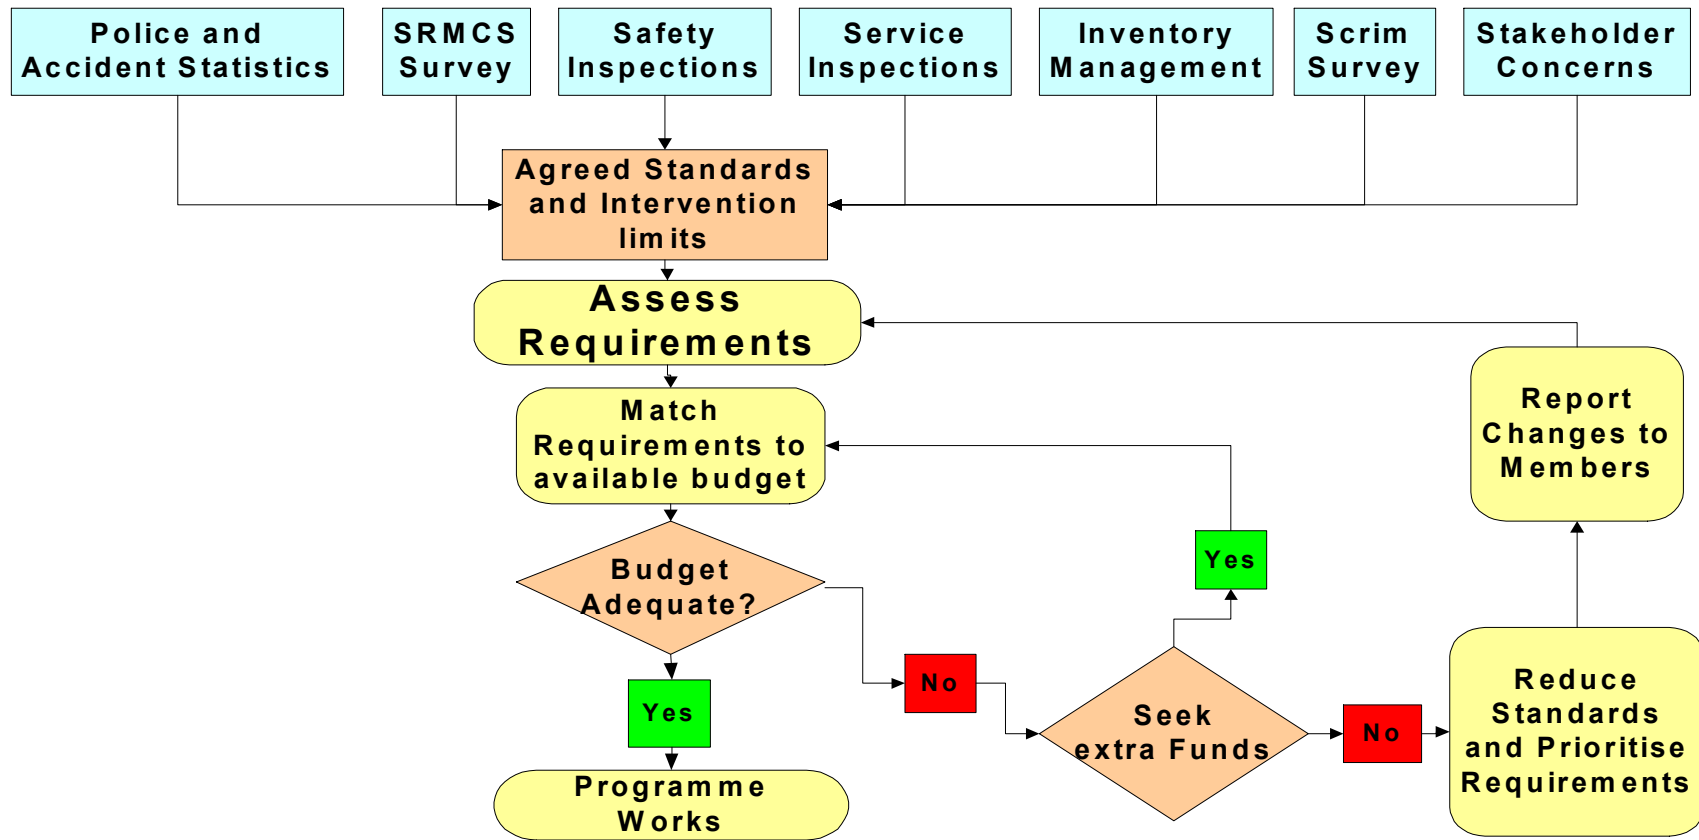 Police and
Accident Statistics
SRMCS
Survey
Safety
Inspections
Service
Inspections
Inventory
Management
Scrim
Survey
Stakeholder
Concerns
Agreed Standards
and Intervention
limits
Assess
Requirements
Match
Requirements to
available budget
Report
Changes to
Members
Budget
Adequate?
Yes
No
Yes
Seek
extra Funds
No
Reduce
Standards
and Prioritise
Requirements
Programme
Works